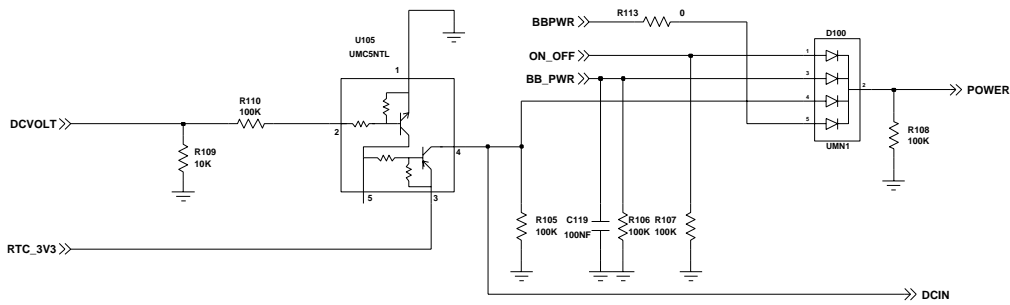 BBPWR
R113
0
D100
U105
UMC5NTL
ON_OFF
1
1
BB_PWR
3
2
POWER
R110
100K
4
DCVOLT
2
5
R109
10K
4
R108
100K
UMN1
5
3
R105
100K
C119
100NF
R106
100K
R107
100K
RTC_3V3
DCIN